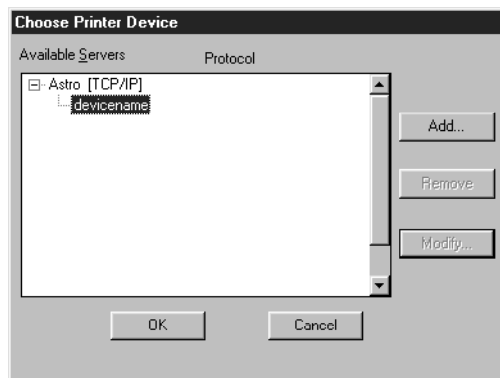 Choose Printer Device
Available Servers Protocol
Astro [TCP/IP]
devicename
Add...
Remove
Modify...
OK Cancel